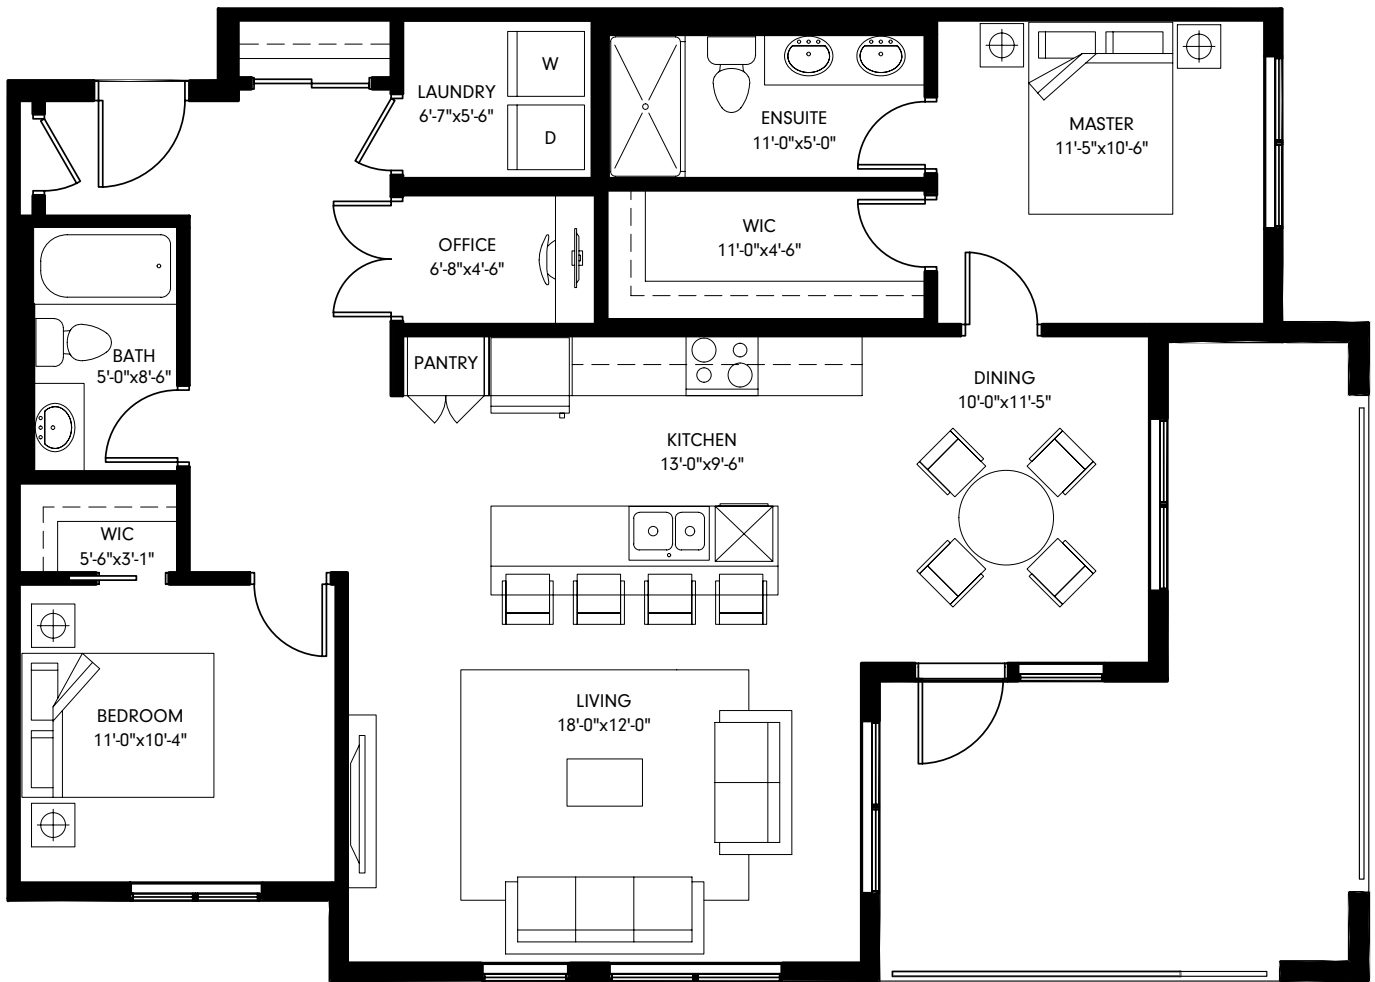 LAUNDRY
6'-7"x5'-6"
W
D
ENSUITE
11'-0"x5'-0"
MASTER
11'-5"x10'-6"
OFFICE
6'-8"x4'-6"
WIC
11'-0"x4'-6"
BATH
5'-0"x8'-6"
PANTRY
DINING
10'-0"x11'-5"
KITCHEN
13'-0"x9'-6"
WIC
5'-6"x3'-1"
BEDROOM
11'-0"x10'-4"
LIVING
18'-0"x12'-0"